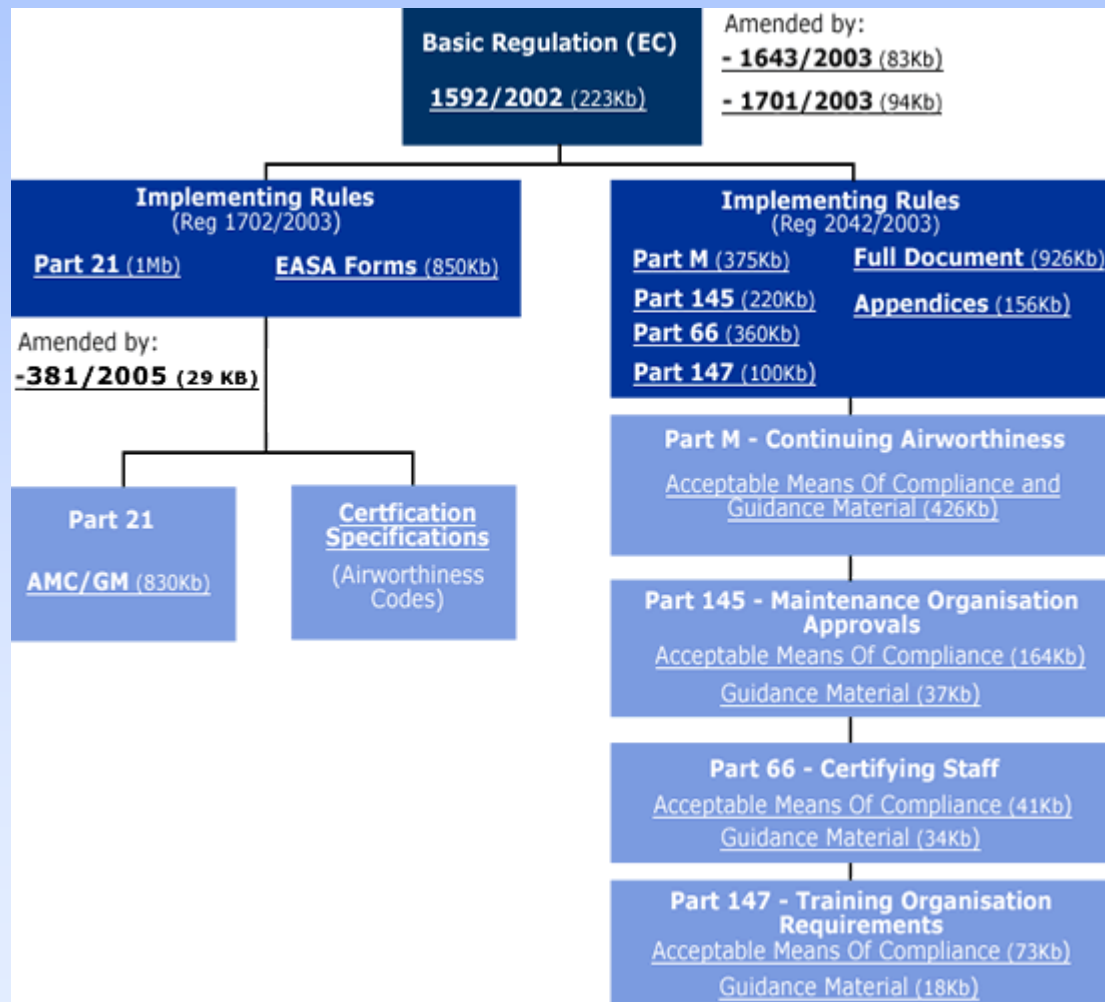 Basic Regulation (EC)
1592/2002 (223Kb)
Amended by:
- 1643/2003 (83Kb)
- 1701/2003 (94Kb)
Implementing Rules
(Reg 1702/2003)
Part 21 (1Mb) EASA Forms (850Kb)
Amended by:
-381/2005 (29 KB)
Part 21
AMC/GM (830Kb)
Certfication
Specifications
(Airworthiness
Codes)
Implementing Rules
(Reg 2042/2003)
Part M (375Kb) Full Document (926Kb)
Part 145 (220Kb) Appendices (156Kb)
Part 66 (360Kb)
Part 147 (100Kb)
Part M - Continuing Airworthiness
Acceptable Means Of Compliance and
Guidance Material (426Kb)
Part 145 - Maintenance Organisation
Approvals
Acceptable Means Of Compliance (164Kb)
Guidance Material (37Kb)
Part 66 - Certifying Staff
Acceptable Means Of Compliance (41Kb)
Guidance Material (34Kb)
Part 147 - Training Organisation
Requirements
Acceptable Means Of Compliance (73Kb)
Guidance Material (18Kb)